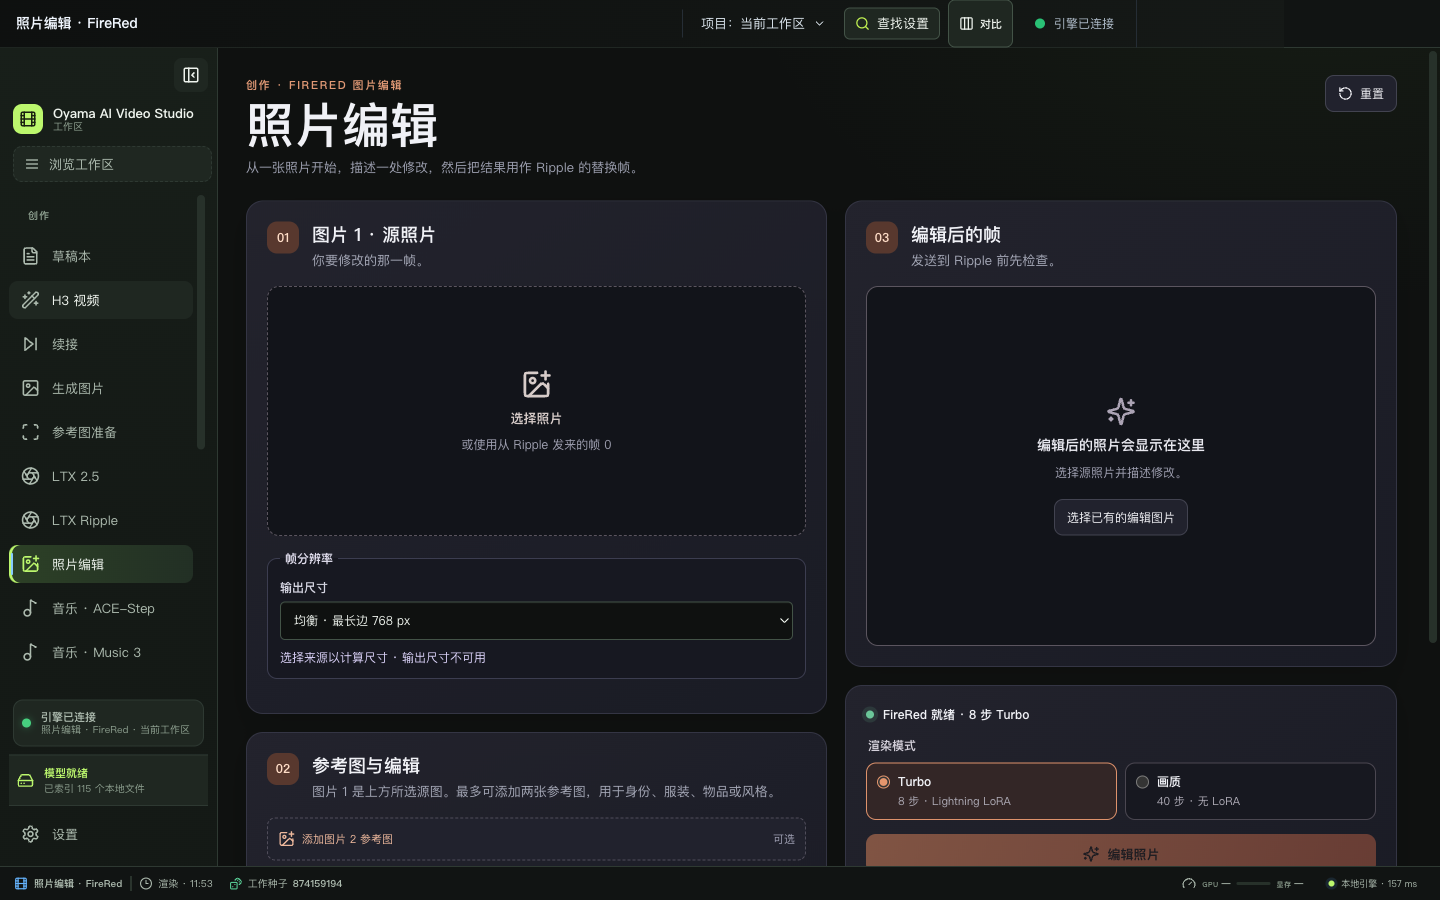 照片编辑 · FireRed
项目: 当前工作区
查找设置
对比
引擎已连接
Oyama AI Video Studio
工作区
浏览工作区
创作
草稿本
H3 视频
续接
生成图片
参考图准备
LTX 2.5
LTX Ripple
照片编辑
音乐 · ACE-Step
音乐 · Music 3
引擎已连接
照片编辑 · FireRed · 当前工作区
模型就绪
已索引 115 个本地文件
设置
创作 · FIRERED 图片编辑
照片编辑
从一张照片开始，描述一处修改，然后把结果用作 Ripple 的替换帧。
重置
01
图片 1 · 源照片
你要修改的那一帧。
选择照片
或使用从 Ripple 发来的帧 0
帧分辨率
输出尺寸
均衡 · 最长边 768 px
选择来源以计算尺寸 · 输出尺寸不可用
02
参考图与编辑
图片 1 是上方所选源图。最多可添加两张参考图，用于身份、服装、物品或风格。
添加图片 2 参考图
可选
03
编辑后的帧
发送到 Ripple 前先检查。
编辑后的照片会显示在这里
选择源照片并描述修改。
选择已有的编辑图片
FireRed 就绪 · 8 步 Turbo
渲染模式
Turbo
8 步 · Lightning LoRA
画质
40 步 · 无 LoRA
编辑照片
照片编辑 · FireRed
渲染 · 11:53
工作种子 874159194
GPU —
显存 —
本地引擎 · 157 ms